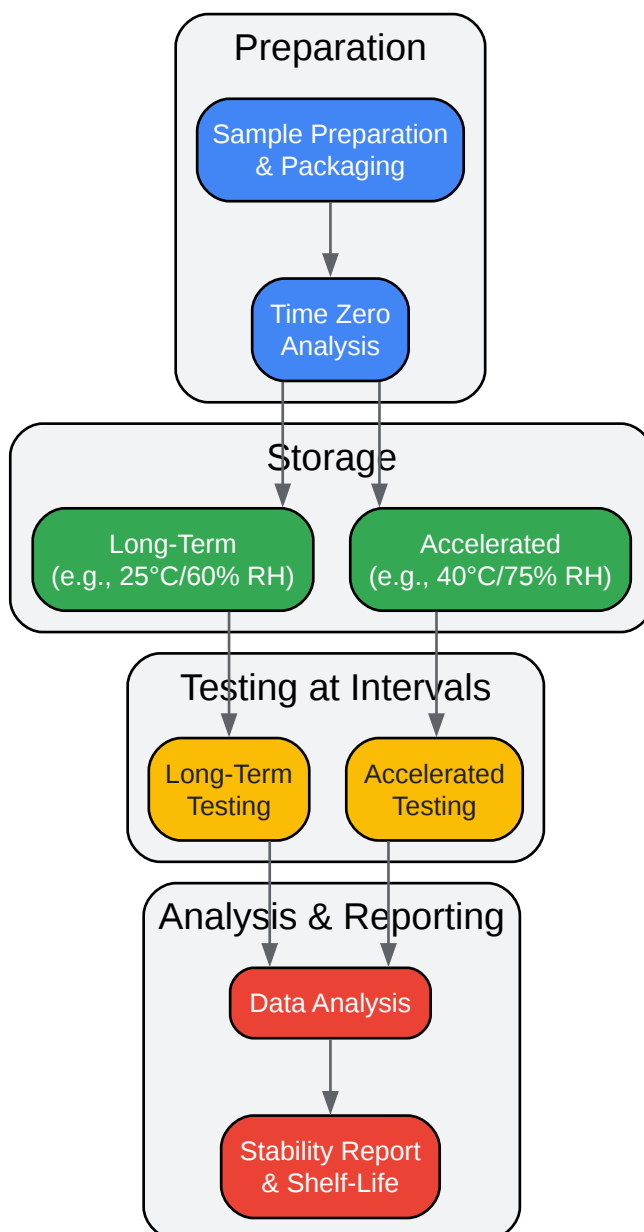 Preparation
Sample Preparation
& Packaging
Time Zero
Analysis
Storage
Long-Term
(e.g., 25°C/60% RH)
Accelerated
(e.g., 40°C/75% RH)
Testing at Intervals
Long-Term
Testing
Accelerated
Testing
Analysis & Reporting
Data Analysis
Stability Report
& Shelf-Life